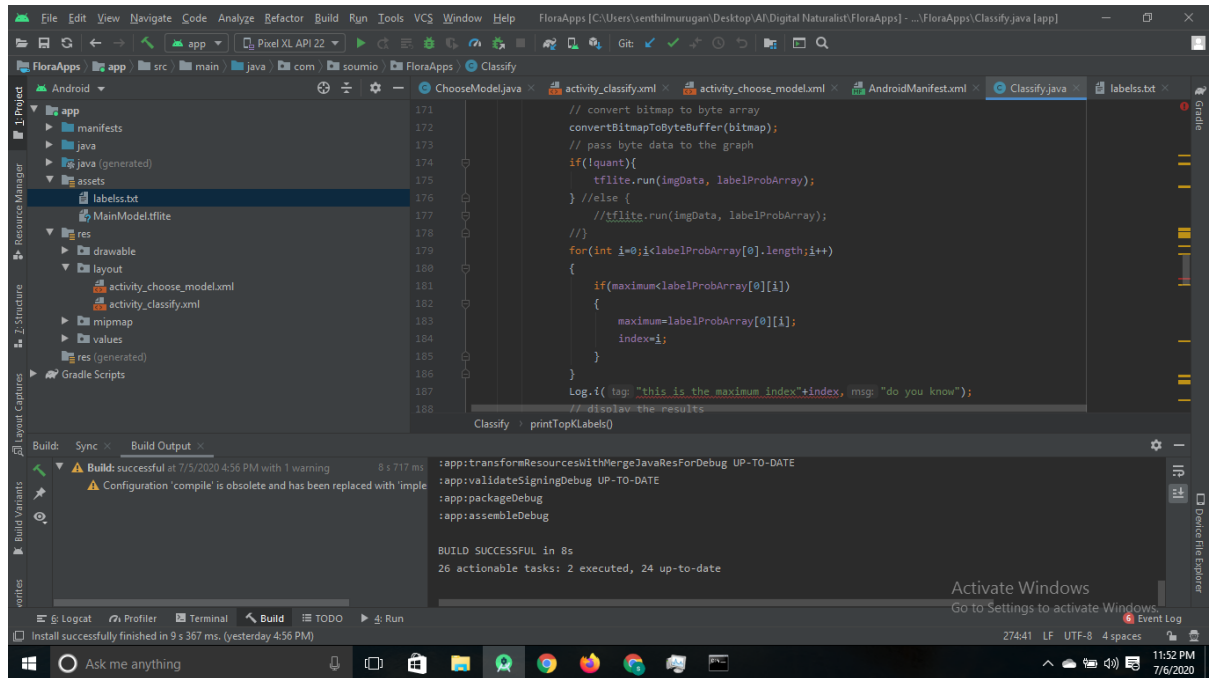 File Edit View Navigate Code Analyze Refactor Build Run Tools VCS Window Help FloraApps [C:\Users\senthilmurugan\Desktop\AI\Digital Naturalist\FloraApps] - ...\FloraApps\Classify.java [app]
app Pixel XL API 22 Git:
FloraApps app src main java com soumio FloraApps Classify
Android
ChooseModel.java activity_classify.xml activity_choose_model.xml AndroidManifest.xml Classify.java labelss.txt
1: Project
Resource Manager
Z: Structure
Layout Captures
Build Variants
vorites
app
manifests
java
java (generated)
assets
labelss.txt
MainModel.tflite
res
drawable
layout
activity_choose_model.xml
activity_classify.xml
mipmap
values
res (generated)
Gradle Scripts
171 // convert bitmap to byte array
172 convertBitmapToByteBuffer(bitmap);
173 // pass byte data to the graph
174 if(!quant){
175 tflite.run(imgData, labelProbArray);
176 } //else {
177 //tflite.run(imgData, labelProbArray);
178 //}
179 for(int i=0;i<labelProbArray[0].length;i++)
180 {
181 if(maximum<labelProbArray[0][i])
182 {
183 maximum=labelProbArray[0][i];
184 index=i;
185 }
186 }
187 Log.i( tag: "this is the maximum index"+index, msg: "do you know");
188 // display the results
Classify printTopKLabels()
Gradle
Device File Explorer
Build: Sync Build Output
Build: successful at 7/5/2020 4:56 PM with 1 warning 8 s 717 ms
Configuration 'compile' is obsolete and has been replaced with 'imple
:app:transformResourcesWithMergeJavaResForDebug UP-TO-DATE
:app:validateSigningDebug UP-TO-DATE
:app:packageDebug
:app:assembleDebug
BUILD SUCCESSFUL in 8s
26 actionable tasks: 2 executed, 24 up-to-date
Activate Windows
Go to Settings to activate Windows.
6: Logcat Profiler Terminal Build TODO 4: Run 6 Event Log
Install successfully finished in 9 s 367 ms. (yesterday 4:56 PM) 274:41 LF UTF-8 4 spaces
Ask me anything
11:52 PM
7/6/2020